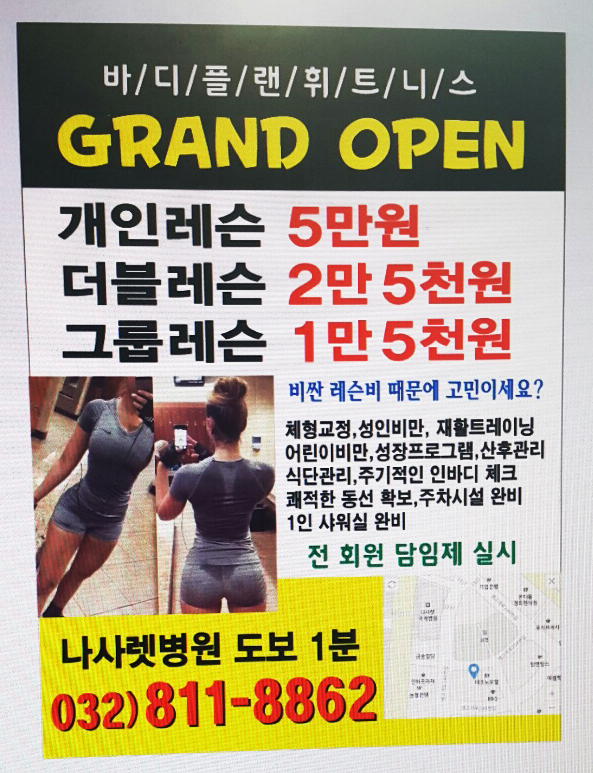 바/디/플/랜/휘/트/니/스
GRAND OPEN
개인레슨 5만원
더블레슨 2만5천원
그룹레슨 1만5천원
비싼 레슨비 때문에 고민이세요?
체형교정,성인비만, 재활트레이닝
어린이비만,성장프로그램,산후관리
식단관리,주기적인 인바디 체크
쾌적한 동선 확보,주차시설 완비
1인 샤워실 완비
전 회원 담임제 실시
나사렛병원 도보 1분
032)811-8862